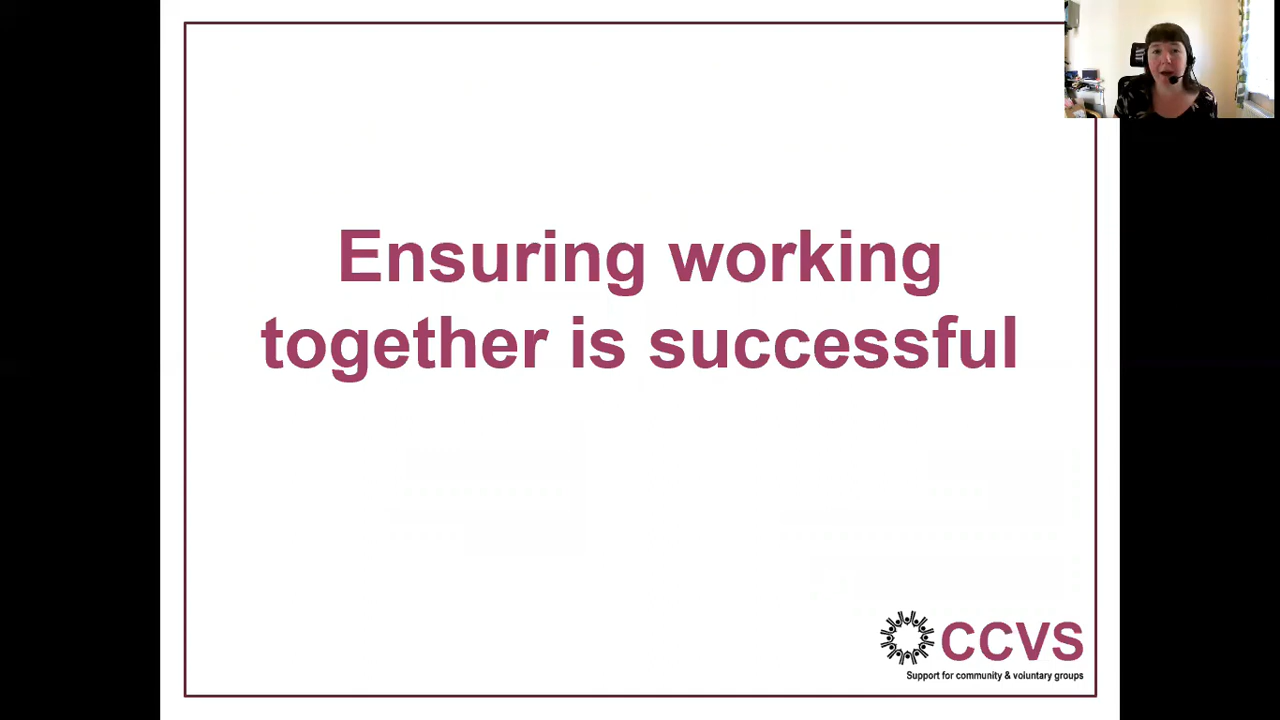 Ensuring working
together is successful
CCVS
Support for community & voluntary groups